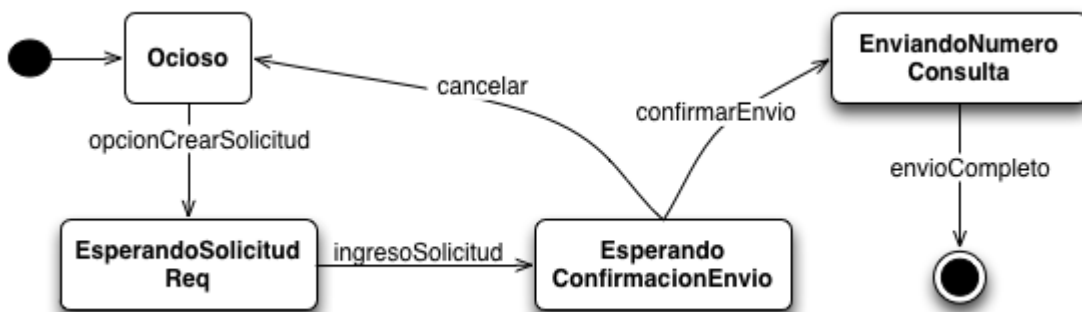 Ocioso
EnviandoNumero
Consulta
cancelar
confirmarEnvio
opcionCrearSolicitud
envioCompleto
EsperandoSolicitud
Req
ingresoSolicitud
Esperando
ConfirmacionEnvio